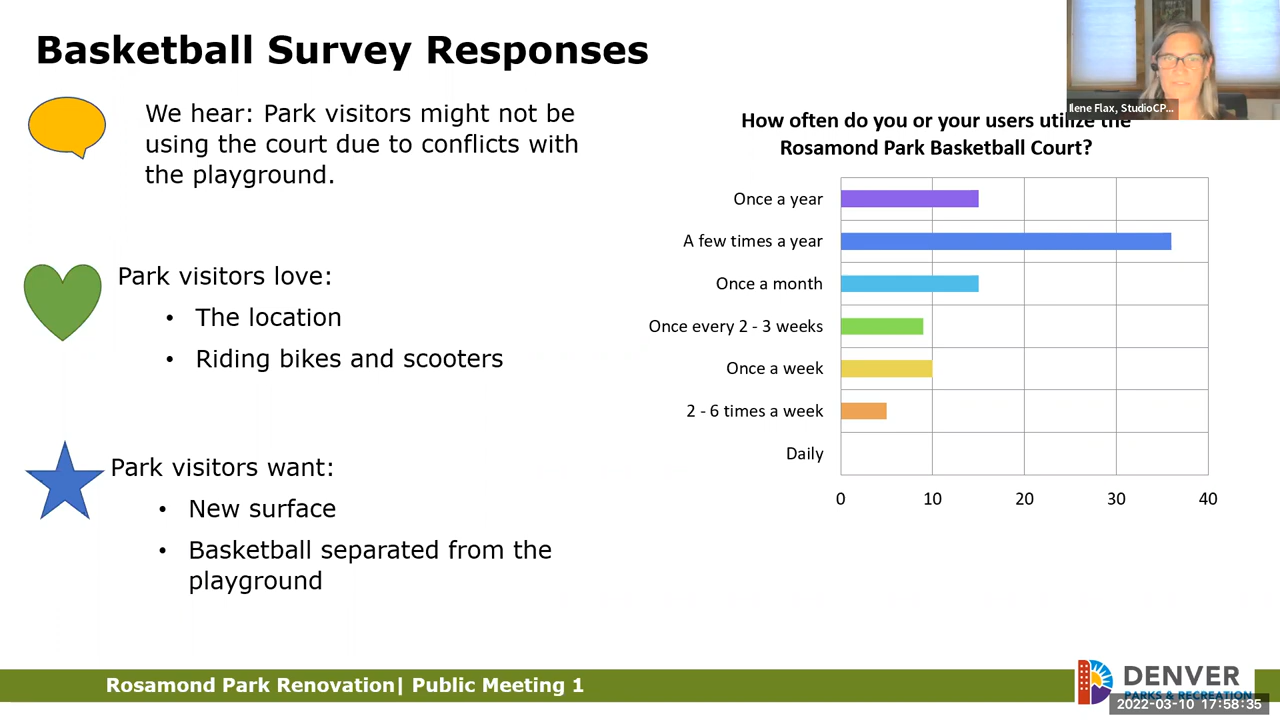 Basketball Survey Responses
We hear: Park visitors might not be
using the court due to conflicts with
the playground.
Park visitors love:
• The location
• Riding bikes and scooters
Park visitors want:
• New surface
• Basketball separated from the
playground
Ilene Flax, StudioCP...
How often do you or your users utilize the
Rosamond Park Basketball Court?
Once a year
A few times a year
Once a month
Once every 2 - 3 weeks
Once a week
2 - 6 times a week
Daily
0 10 20 30 40
Rosamond Park Renovation| Public Meeting 1
DENVER
PARKS & RECREATION
2022-03-10 17:58:35